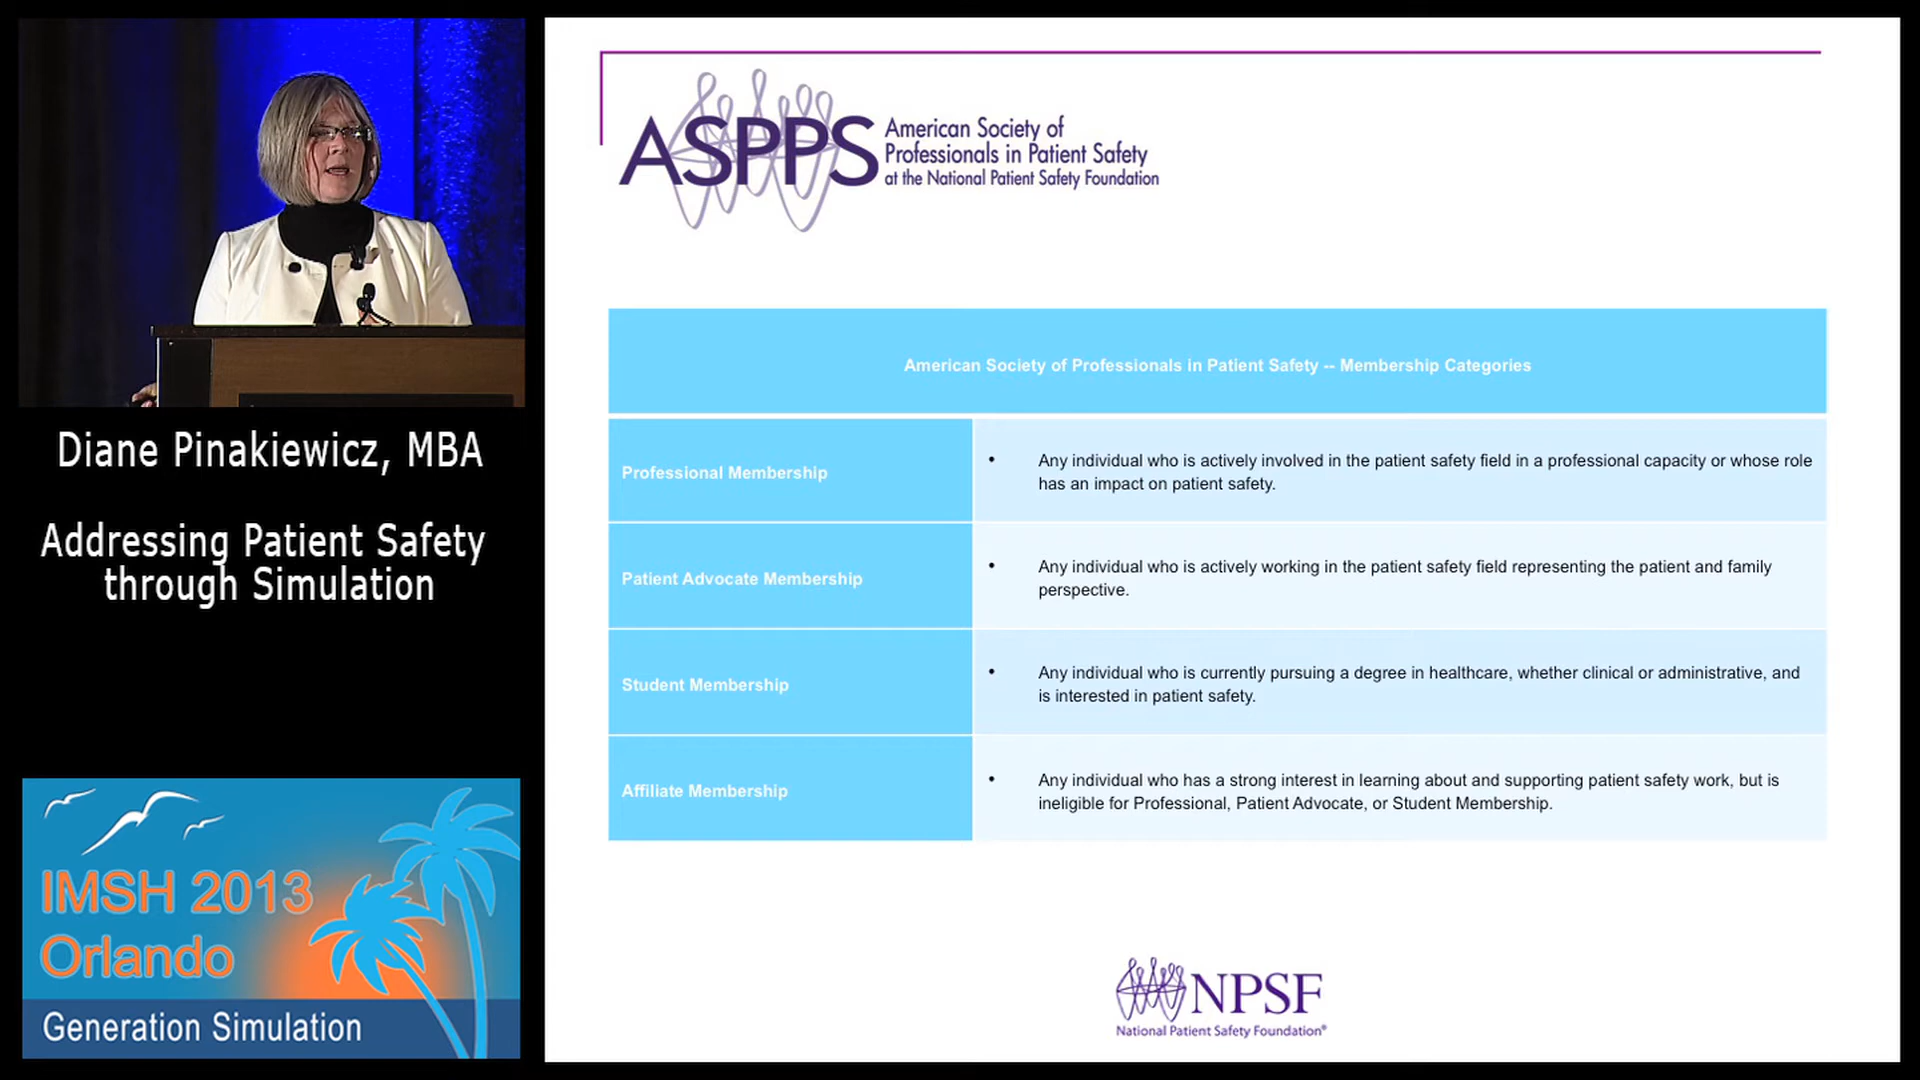 Diane Pinakiewicz, MBA
Addressing Patient Safety
through Simulation
IMSH 2013
Orlando
Generation Simulation
ASPPS
American Society of
Professionals in Patient Safety
at the National Patient Safety Foundation
American Society of Professionals in Patient Safety -- Membership Categories
Professional Membership
• Any individual who is actively involved in the patient safety field in a professional capacity or whose role
has an impact on patient safety.
Patient Advocate Membership
• Any individual who is actively working in the patient safety field representing the patient and family
perspective.
Student Membership
• Any individual who is currently pursuing a degree in healthcare, whether clinical or administrative, and
is interested in patient safety.
Affiliate Membership
• Any individual who has a strong interest in learning about and supporting patient safety work, but is
ineligible for Professional, Patient Advocate, or Student Membership.
NPSF
National Patient Safety Foundation®